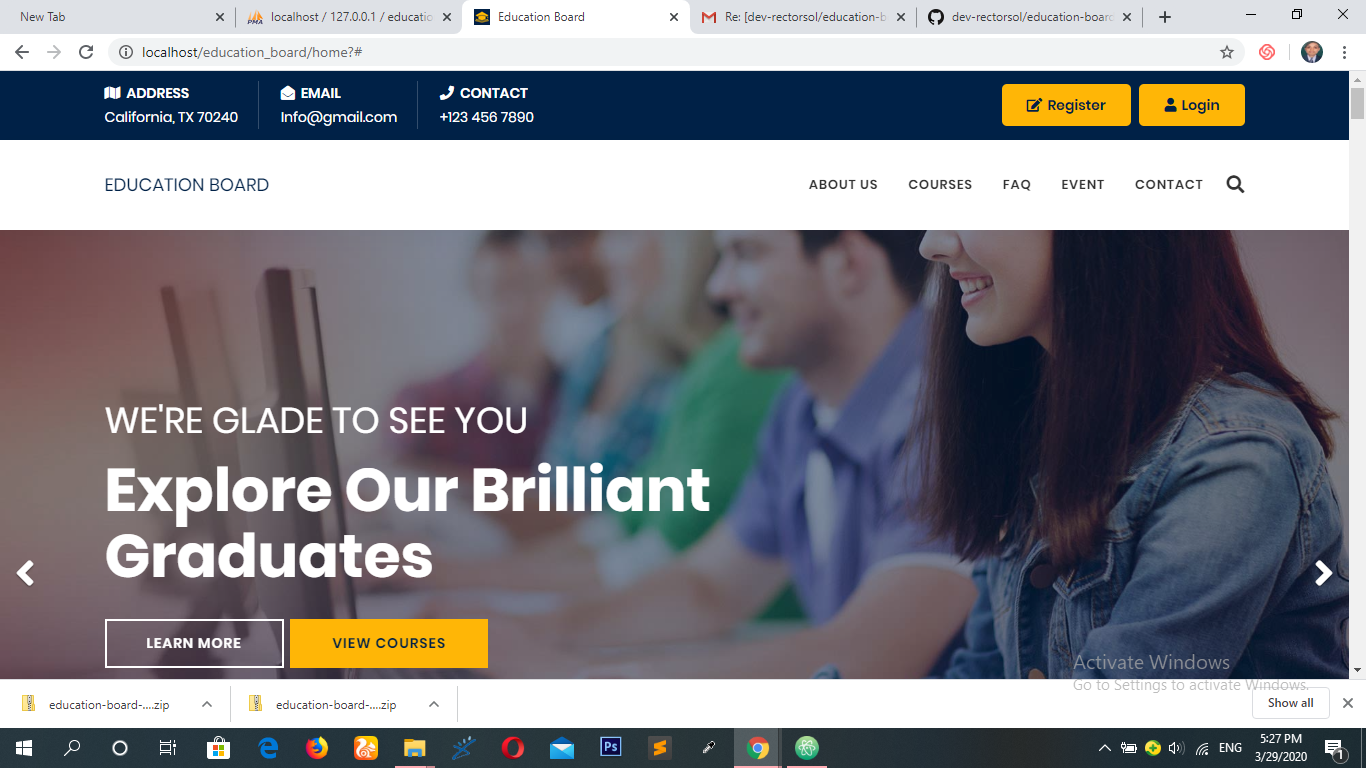 New Tab
localhost / 127.0.0.1 / educatio
Education Board
Re: [dev-rectorsol/education-b
dev-rectorsol/education-board
localhost/education_board/home?#
ADDRESS
California, TX 70240
EMAIL
Info@gmail.com
CONTACT
+123 456 7890
Register
Login
EDUCATION BOARD
ABOUT US
COURSES
FAQ
EVENT
CONTACT
WE'RE GLADE TO SEE YOU
Explore Our Brilliant
Graduates
LEARN MORE
VIEW COURSES
Activate Windows
Go to Settings to activate Windows.
education-board-....zip
education-board-....zip
Show all
Ps
ENG
5:27 PM
3/29/2020
1